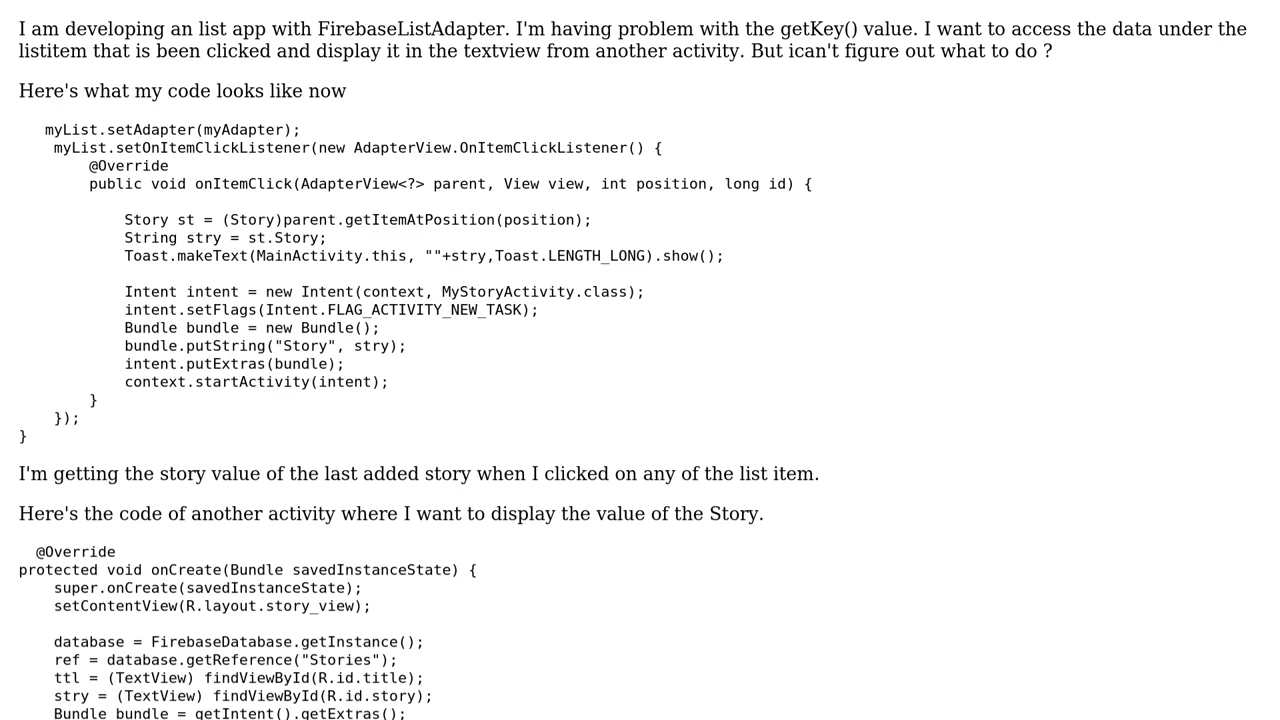 I am developing an list app with FirebaseListAdapter. I'm having problem with the getKey() value. I want to access the data under the
listitem that is been clicked and display it in the textview from another activity. But ican't figure out what to do ?
Here's what my code looks like now
myList.setAdapter(myAdapter);
myList.setOnItemClickListener(new AdapterView.OnItemClickListener() {
@Override
public void onItemClick(AdapterView<?> parent, View view, int position, long id) {
Story st = (Story)parent.getItemAtPosition(position);
String stry = st.Story;
Toast.makeText(MainActivity.this, ""+stry,Toast.LENGTH_LONG).show();
Intent intent = new Intent(context, MyStoryActivity.class);
intent.setFlags(Intent.FLAG_ACTIVITY_NEW_TASK);
Bundle bundle = new Bundle();
bundle.putString("Story", stry);
intent.putExtras(bundle);
context.startActivity(intent);
}
});
}
I'm getting the story value of the last added story when I clicked on any of the list item.
Here's the code of another activity where I want to display the value of the Story.
@Override
protected void onCreate(Bundle savedInstanceState) {
super.onCreate(savedInstanceState);
setContentView(R.layout.story_view);
database = FirebaseDatabase.getInstance();
ref = database.getReference("Stories");
ttl = (TextView) findViewById(R.id.title);
stry = (TextView) findViewById(R.id.story);
Bundle bundle = getIntent().getExtras();